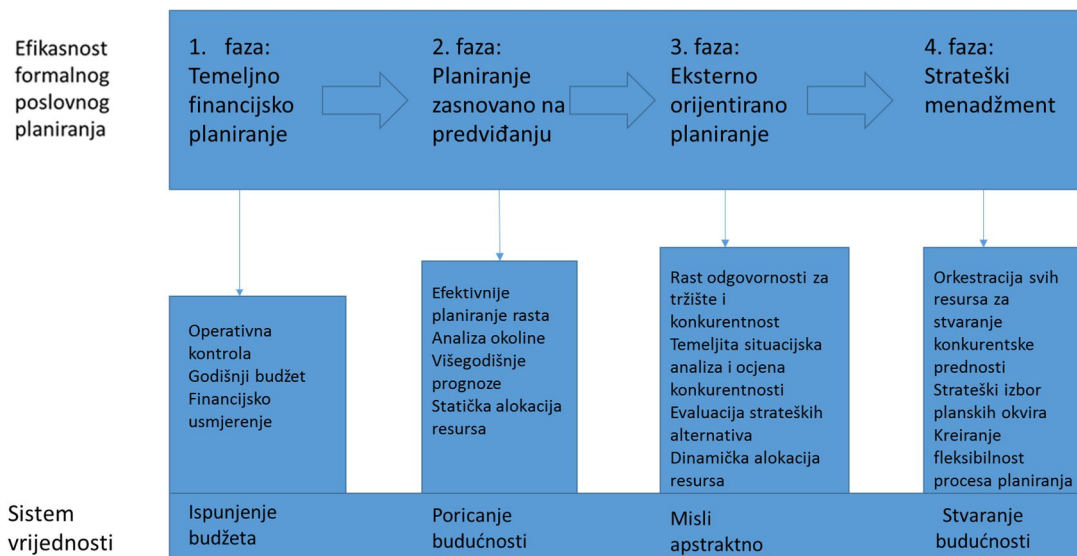 Efikasnost
formalnog
poslovnog
planiranja
1. faza:
Temeljno
financijsko
planiranje
2. faza:
Planiranje
zasnovano na
predviđanju
3. faza:
Eksterno
orijentirano
planiranje
4. faza:
Strateški
menadžment
Operativna
kontrola
Godišnji budžet
Financijsko
usmjerenje
Efektivnije
planiranje rasta
Analiza okoline
Višegodišnje
prognoze
Statička alokacija
resursa
Rast odgovornosti za
tržište i
konkurentnost
Temeljita situacijska
analiza i ocjena
konkurentnosti
Evaluacija strateških
alternativa
Dinamička alokacija
resursa
Orkestracija svih
resursa za
stvaranje
konkurentske
prednosti
Strateški izbor
planskih okvira
Kreiranje
fleksibilnost
procesa planiranja
Sistem
vrijednosti
Ispunjenje
budžeta
Poricanje
budućnosti
Misli
apstraktno
Stvaranje
budućnosti